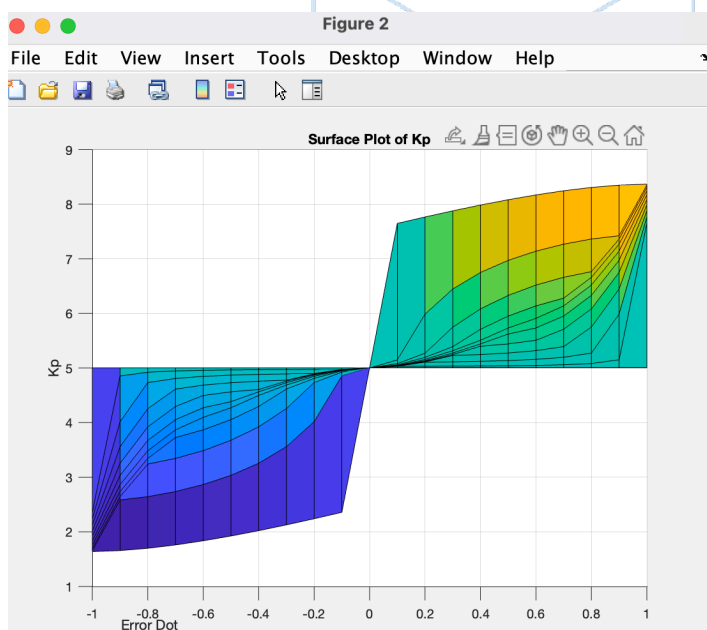 Figure 2
File Edit View Insert Tools Desktop Window Help
Surface Plot of Kp
9
8
7
6
5
4
3
2
1
Kp
-1 -0.8 -0.6 -0.4 -0.2 0 0.2 0.4 0.6 0.8 1
Error Dot